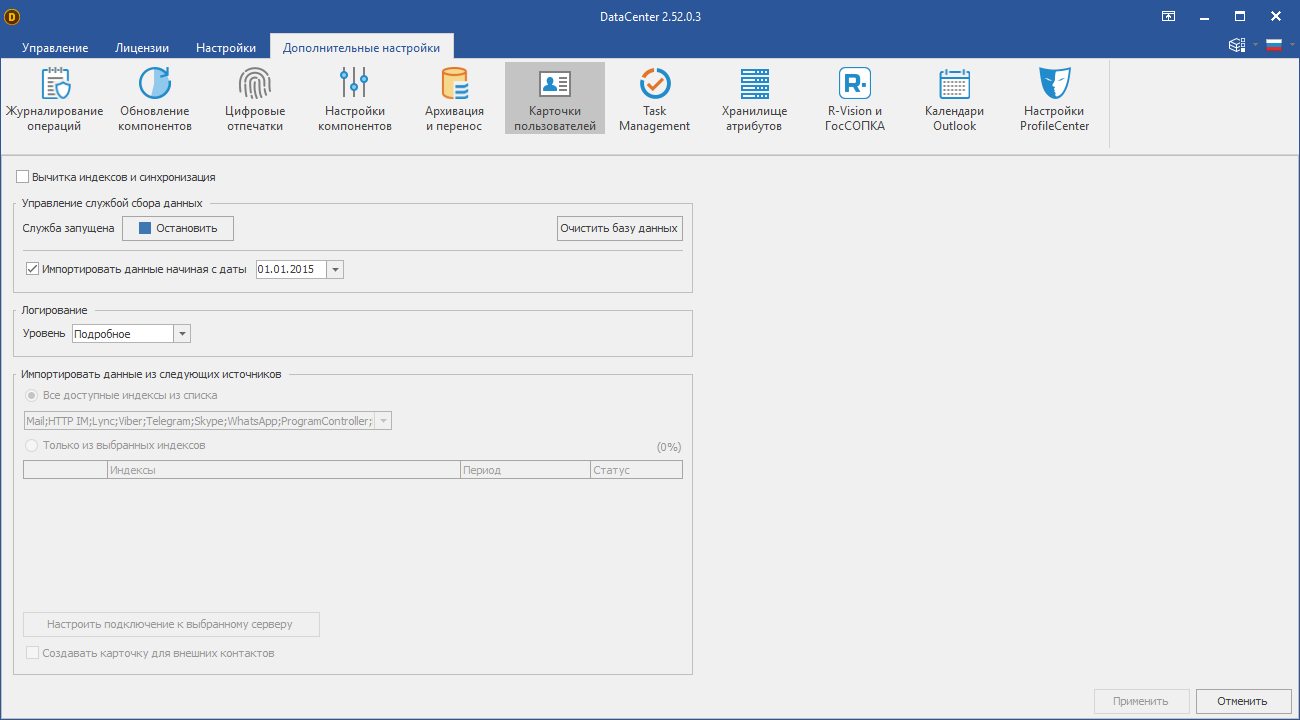 D
DataCenter 2.52.0.3
Управление Лицензии Настройки Дополнительные настройки
Журналирование операций
Обновление компонентов
Цифровые отпечатки
Настройки компонентов
Архивация и перенос
Карточки пользователей
Task Management
Хранилище атрибутов
R-Vision и ГосСОПКА
Календари Outlook
Настройки ProfileCenter
R.
Вычитка индексов и синхронизация
Управление службой сбора данных
Служба запущена Остановить Очистить базу данных
Импортировать данные начиная с даты 01.01.2015
Логирование
Уровень Подробное
Импортировать данные из следующих источников
Все доступные индексы из списка
Mail;HTTP IM;Lync;Viber;Telegram;Skype;WhatsApp;ProgramController;
Только из выбранных индексов (0%)
Индексы Период Статус
Настроить подключение к выбранному серверу
Создавать карточку для внешних контактов
Применить Отменить